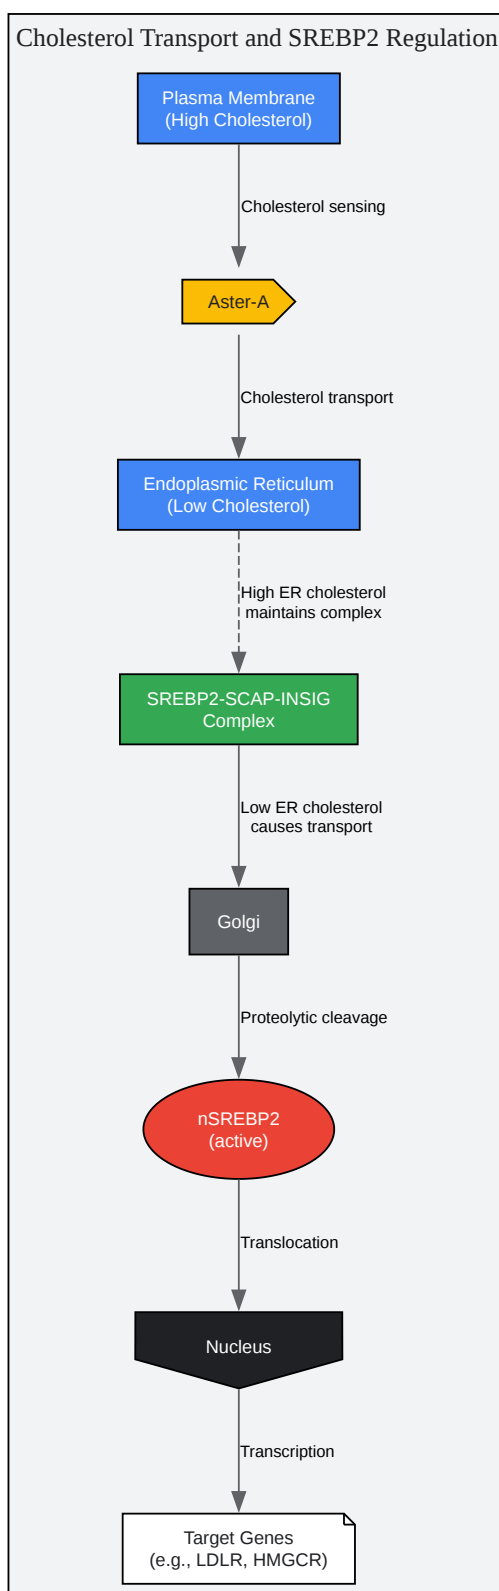 Cholesterol Transport and SREBP2 Regulation
Plasma Membrane
(High Cholesterol)
Cholesterol sensing
Aster-A
Cholesterol transport
Endoplasmic Reticulum
(Low Cholesterol)
High ER cholesterol
maintains complex
SREBP2-SCAP-INSIG
Complex
Low ER cholesterol
causes transport
Golgi
Proteolytic cleavage
nSREBP2
(active)
Translocation
Nucleus
Transcription
Target Genes
(e.g., LDLR, HMGCR)